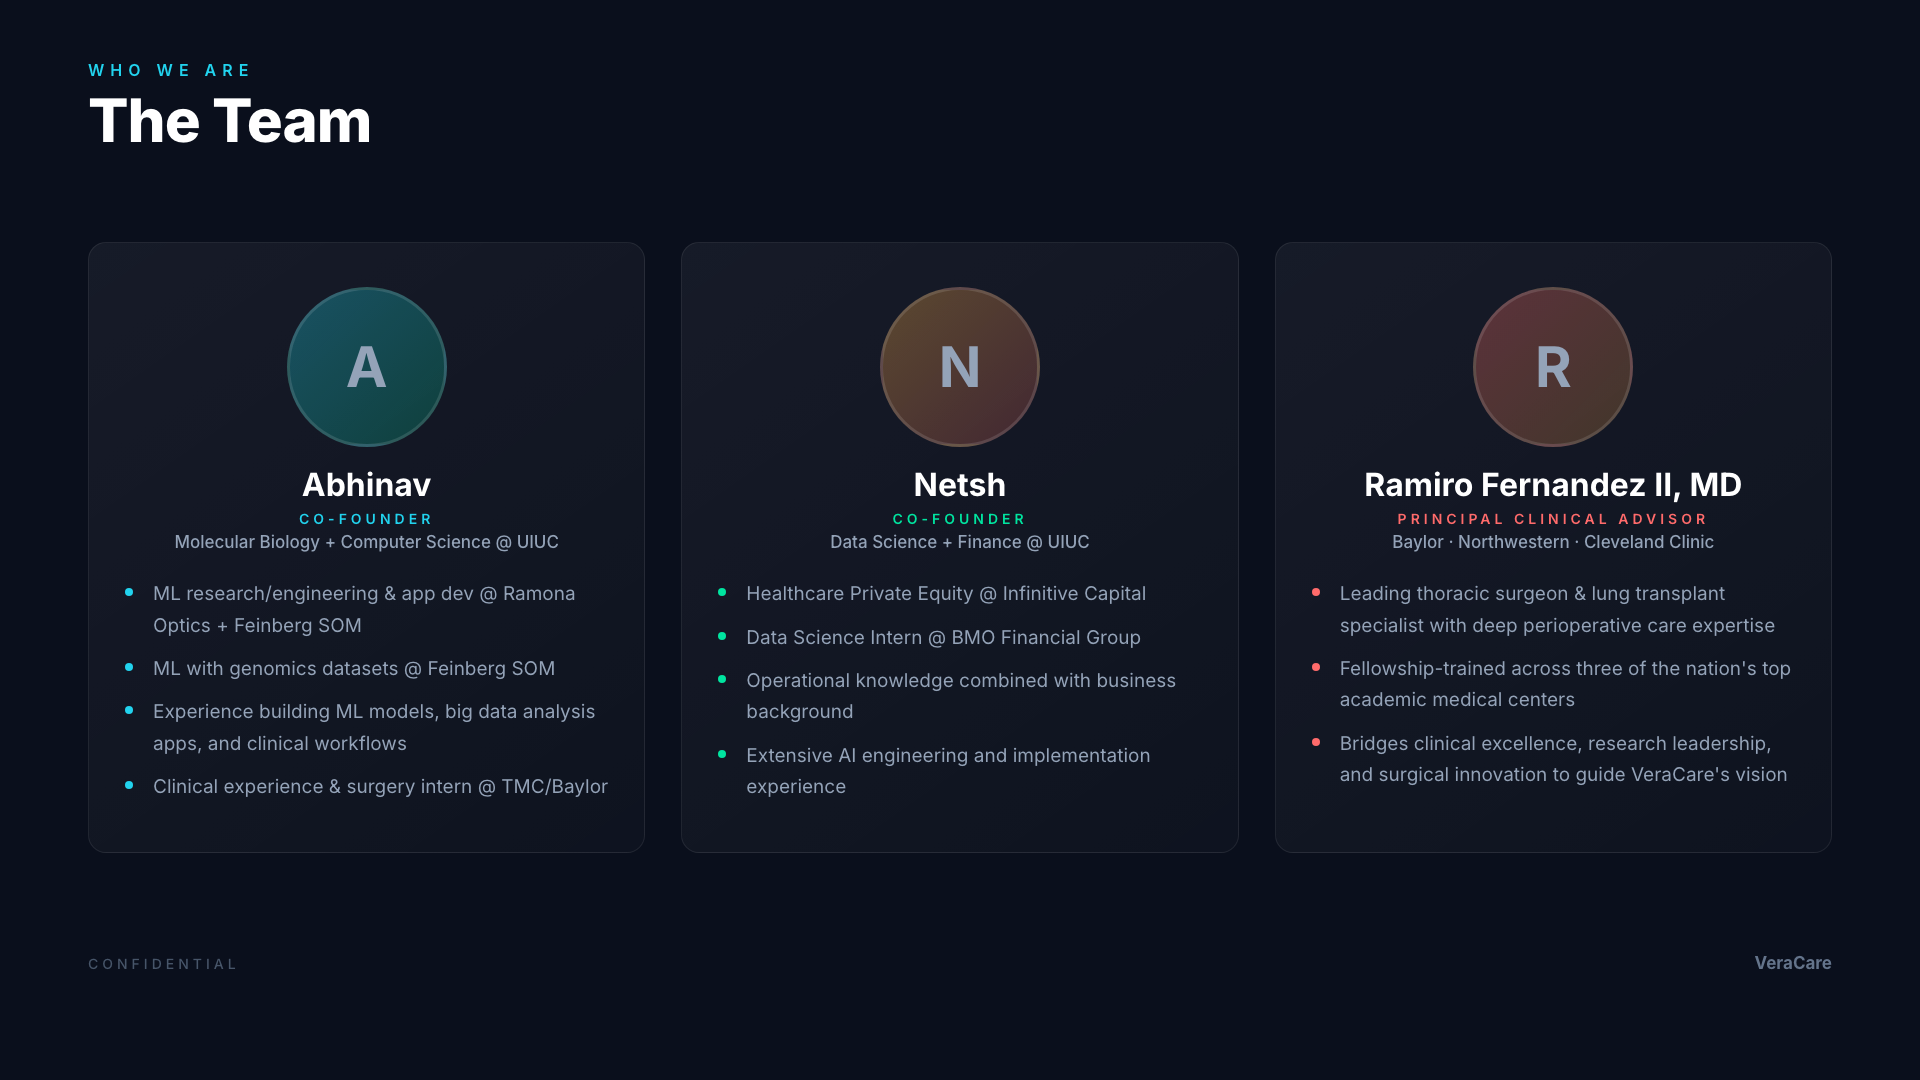 WHO WE ARE
The Team
A
Abhinav
CO-FOUNDER
Molecular Biology + Computer Science @ UIUC
ML research/engineering & app dev @ Ramona
Optics + Feinberg SOM
ML with genomics datasets @ Feinberg SOM
Experience building ML models, big data analysis
apps, and clinical workflows
Clinical experience & surgery intern @ TMC/Baylor
N
Netsh
CO-FOUNDER
Data Science + Finance @ UIUC
Healthcare Private Equity @ Infinitive Capital
Data Science Intern @ BMO Financial Group
Operational knowledge combined with business
background
Extensive AI engineering and implementation
experience
R
Ramiro Fernandez II, MD
PRINCIPAL CLINICAL ADVISOR
Baylor · Northwestern · Cleveland Clinic
Leading thoracic surgeon & lung transplant
specialist with deep perioperative care expertise
Fellowship-trained across three of the nation's top
academic medical centers
Bridges clinical excellence, research leadership,
and surgical innovation to guide VeraCare's vision
CONFIDENTIAL
VeraCare